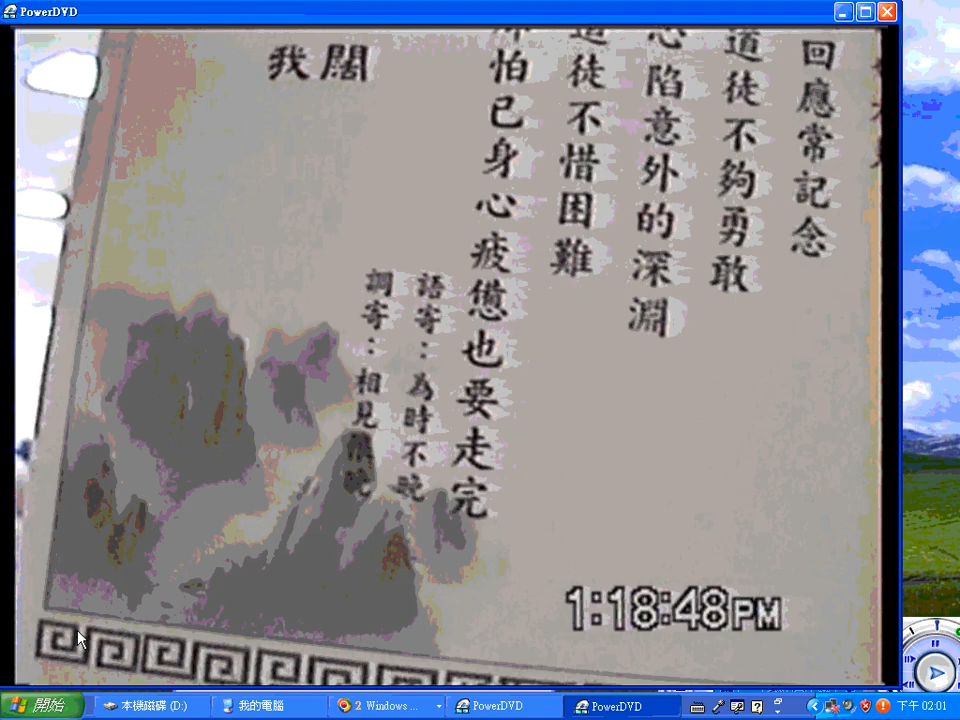 PowerDVD
回應常記念
道徒不夠勇敢
陷意外的深淵
道徒不惜困難
怕己身心疲憊也要走完
闊我
語寄：為時不晚
調寄：相見恨晚
1:18:48PM
開始
本機磁碟 (D:)
我的電腦
2 Windows ...
PowerDVD
PowerDVD
下午 02:01